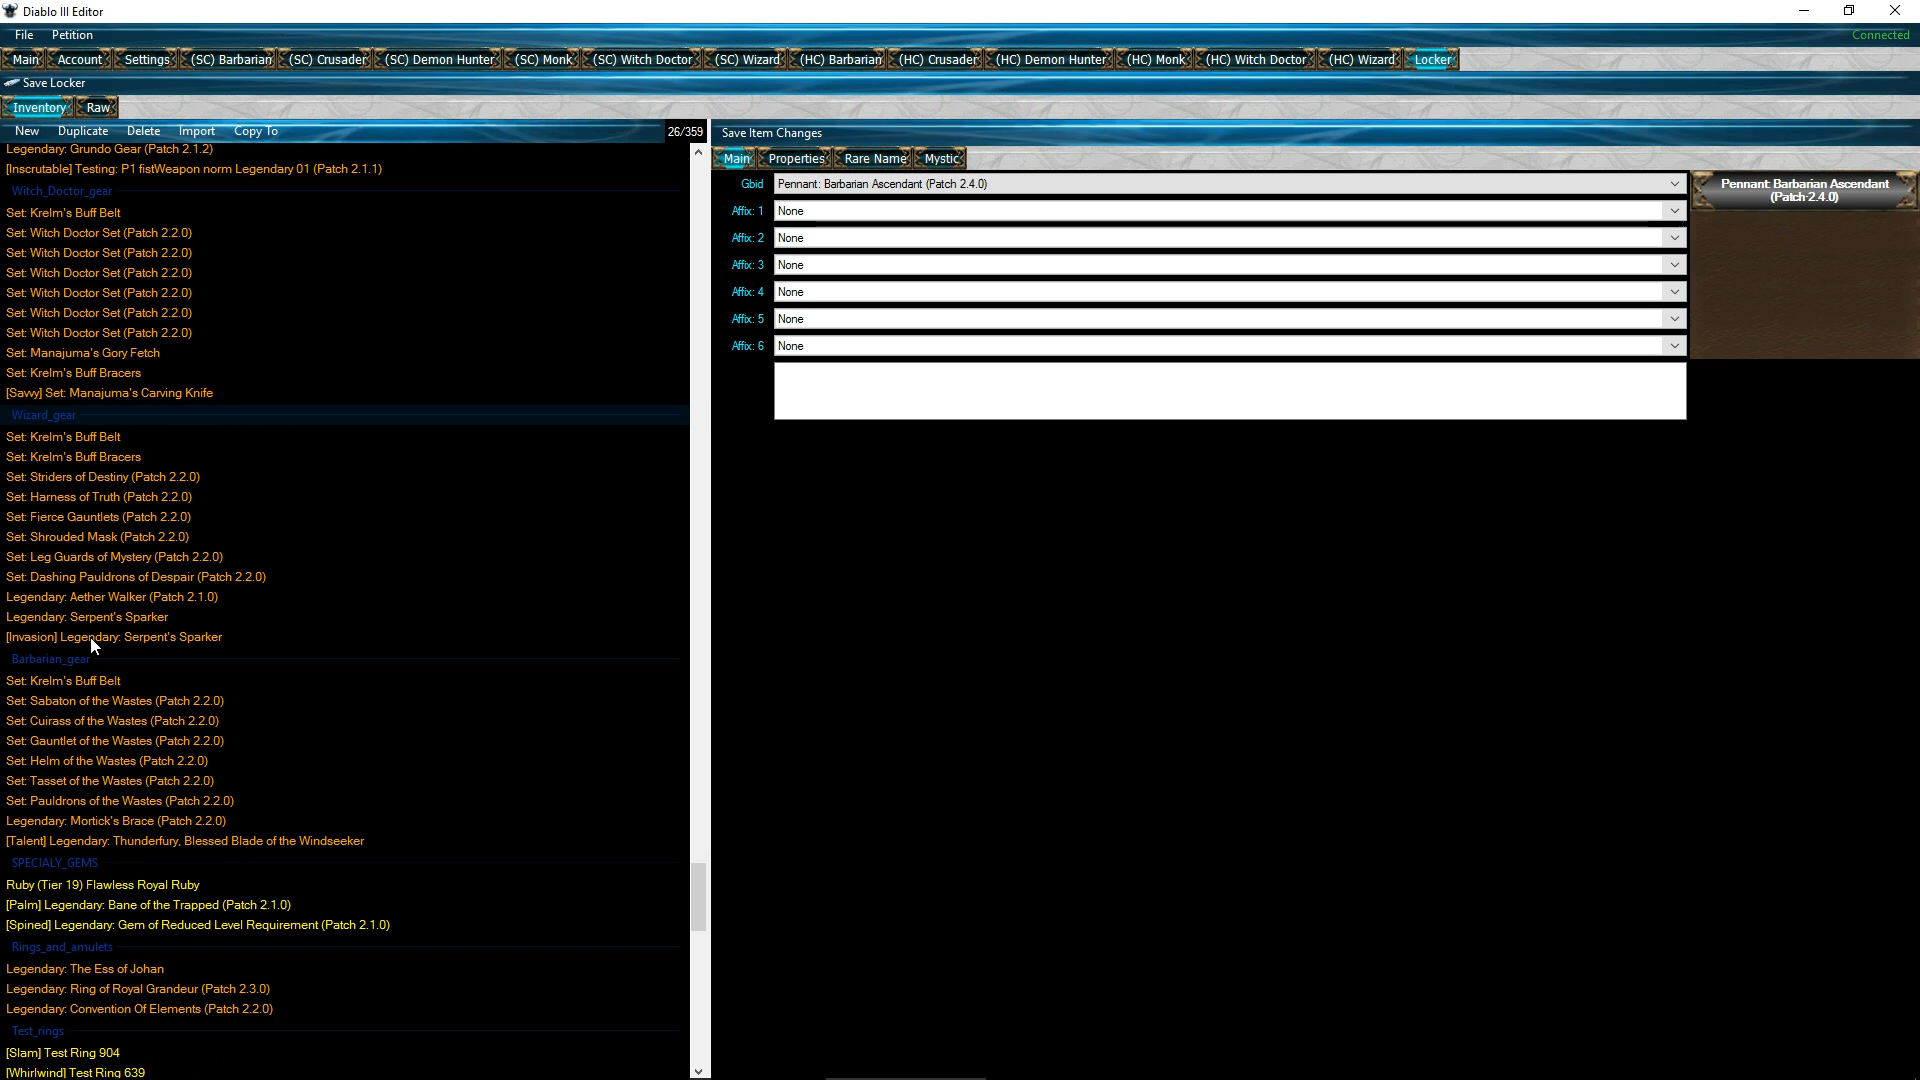 Diablo III Editor
File Petition Connected
Main Account Settings (SC) Barbarian (SC) Crusader (SC) Demon Hunter (SC) Monk (SC) Witch Doctor (SC) Wizard (HC) Barbarian (HC) Crusader (HC) Demon Hunter (HC) Monk (HC) Witch Doctor (HC) Wizard Locker
Save Locker
Inventory Raw
New Duplicate Delete Import Copy To 26/359
Legendary: Grundo Gear (Patch 2.1.2)
[Inscrutable] Testing: P1 fistWeapon norm Legendary 01 (Patch 2.1.1)
Witch_Doctor_gear
Set: Krelm's Buff Belt
Set: Witch Doctor Set (Patch 2.2.0)
Set: Witch Doctor Set (Patch 2.2.0)
Set: Witch Doctor Set (Patch 2.2.0)
Set: Witch Doctor Set (Patch 2.2.0)
Set: Witch Doctor Set (Patch 2.2.0)
Set: Witch Doctor Set (Patch 2.2.0)
Set: Manajuma's Gory Fetch
Set: Krelm's Buff Bracers
[Savvy] Set: Manajuma's Carving Knife
Wizard_gear
Set: Krelm's Buff Belt
Set: Krelm's Buff Bracers
Set: Striders of Destiny (Patch 2.2.0)
Set: Harness of Truth (Patch 2.2.0)
Set: Fierce Gauntlets (Patch 2.2.0)
Set: Shrouded Mask (Patch 2.2.0)
Set: Leg Guards of Mystery (Patch 2.2.0)
Set: Dashing Pauldrons of Despair (Patch 2.2.0)
Legendary: Aether Walker (Patch 2.1.0)
Legendary: Serpent's Sparker
[Invasion] Legendary: Serpent's Sparker
Barbarian_gear
Set: Krelm's Buff Belt
Set: Sabaton of the Wastes (Patch 2.2.0)
Set: Cuirass of the Wastes (Patch 2.2.0)
Set: Gauntlet of the Wastes (Patch 2.2.0)
Set: Helm of the Wastes (Patch 2.2.0)
Set: Tasset of the Wastes (Patch 2.2.0)
Set: Pauldrons of the Wastes (Patch 2.2.0)
Legendary: Mortick's Brace (Patch 2.2.0)
[Talent] Legendary: Thunderfury, Blessed Blade of the Windseeker
SPECIALY_GEMS
Ruby (Tier 19) Flawless Royal Ruby
[Palm] Legendary: Bane of the Trapped (Patch 2.1.0)
[Spined] Legendary: Gem of Reduced Level Requirement (Patch 2.1.0)
Rings_and_amulets
Legendary: The Ess of Johan
Legendary: Ring of Royal Grandeur (Patch 2.3.0)
Legendary: Convention Of Elements (Patch 2.2.0)
Test_rings
[Slam] Test Ring 904
[Whirlwind] Test Ring 639
Save Item Changes
Main Properties Rare Name Mystic
Gbid Pennant: Barbarian Ascendant (Patch 2.4.0)
Affix: 1 None
Affix: 2 None
Affix: 3 None
Affix: 4 None
Affix: 5 None
Affix: 6 None
Pennant: Barbarian Ascendant
(Patch 2.4.0)